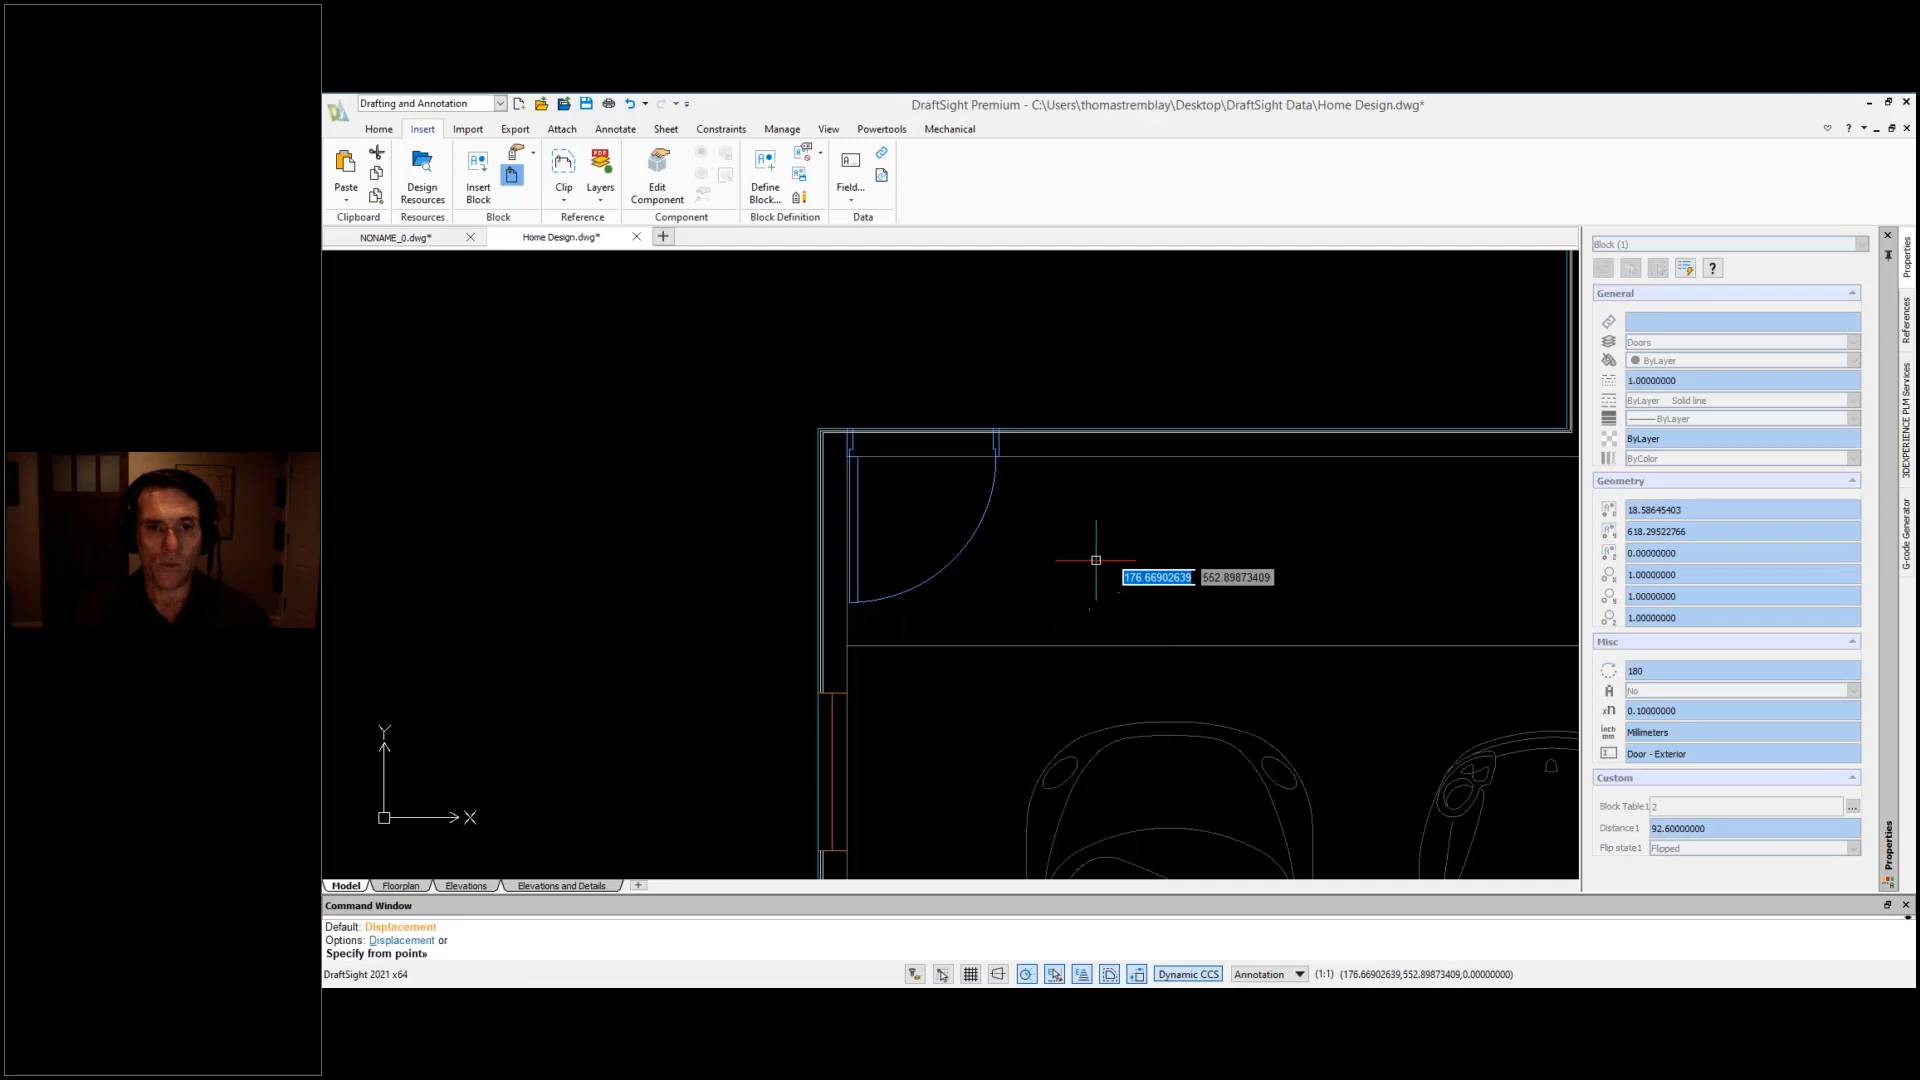 Drafting and Annotation
DraftSight Premium - C:\Users\thomastremblay\Desktop\DraftSight Data\Home Design.dwg*
Home Insert Import Export Attach Annotate Sheet Constraints Manage View Powertools Mechanical
Paste
Design Resources
Insert Block
Clip
Layers
Edit Component
Define Block...
Field...
Clipboard Resources Block Reference Component Block Definition Data
NONAME_0.dwg*
Home Design.dwg*
Block (1)
General
Doors
ByLayer
1.00000000
ByLayer Solid line
ByLayer
ByLayer
ByColor
Geometry
18.58645403
618.29522766
0.00000000
1.00000000
1.00000000
1.00000000
Misc
180
No
0.10000000
Milimeters
Door - Exterior
Custom
Block Table1 2 ...
Distance1 92.60000000
Flip state1 Flipped
Properties
References
3DEXPERIENCE PLM Services
G-code Generator
Properties
176.66902639 552.89873409
Y
X
Model Floorplan Elevations Elevations and Details
Command Window
Default: Displacement
Options: Displacement or
Specify from point»
DraftSight 2021 x64
Dynamic CCS
Annotation
(1:1) (176.66902639,552.89873409,0.00000000)